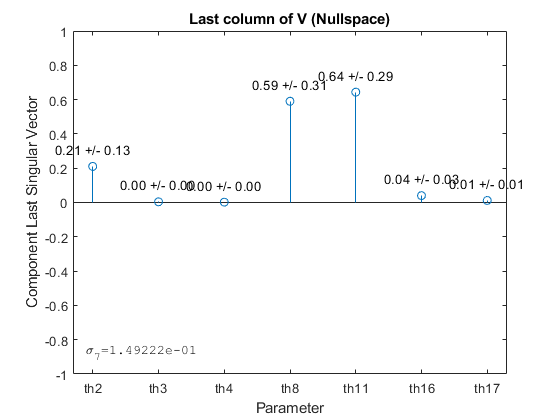 Last column of V (Nullspace)
1
0.8
0.6
0.4
0.2
0
-0.2
-0.4
-0.6
-0.8
-1
Component Last Singular Vector
0.21 +/- 0.13
0.00 +/- 0.00
0.00 +/- 0.00
0.59 +/- 0.31
0.64 +/- 0.29
0.04 +/- 0.03
0.01 +/- 0.01
σ7=1.49222e-01
th2 th3 th4 th8 th11 th16 th17
Parameter